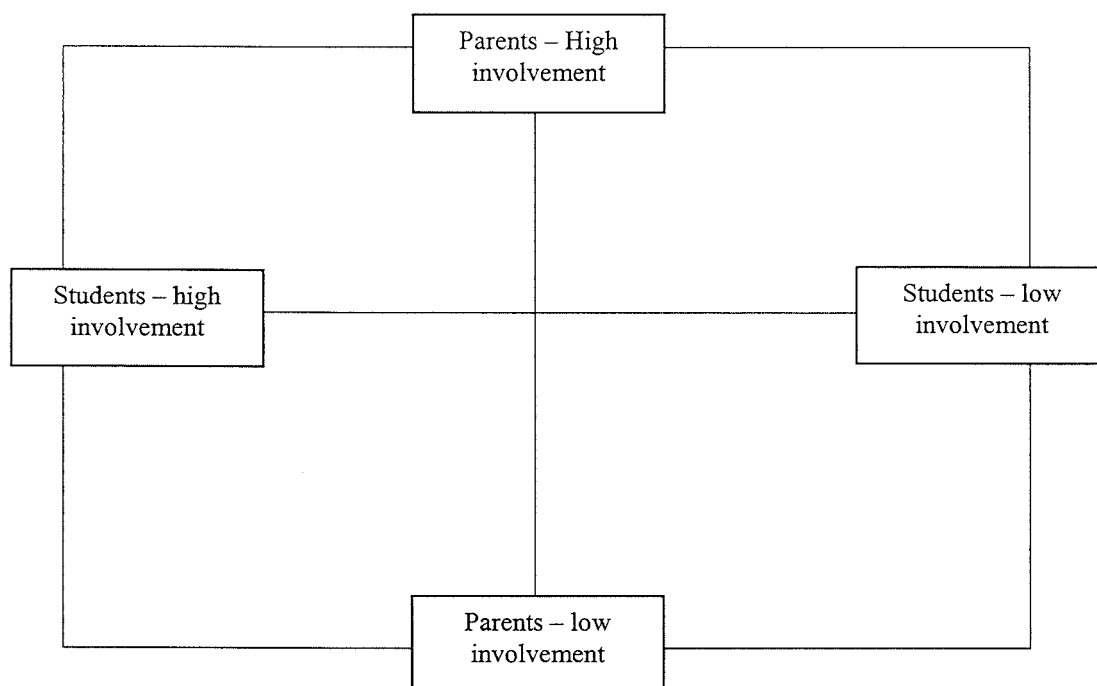 Parents – High
involvement
Students – high
involvement
Students – low
involvement
Parents – low
involvement